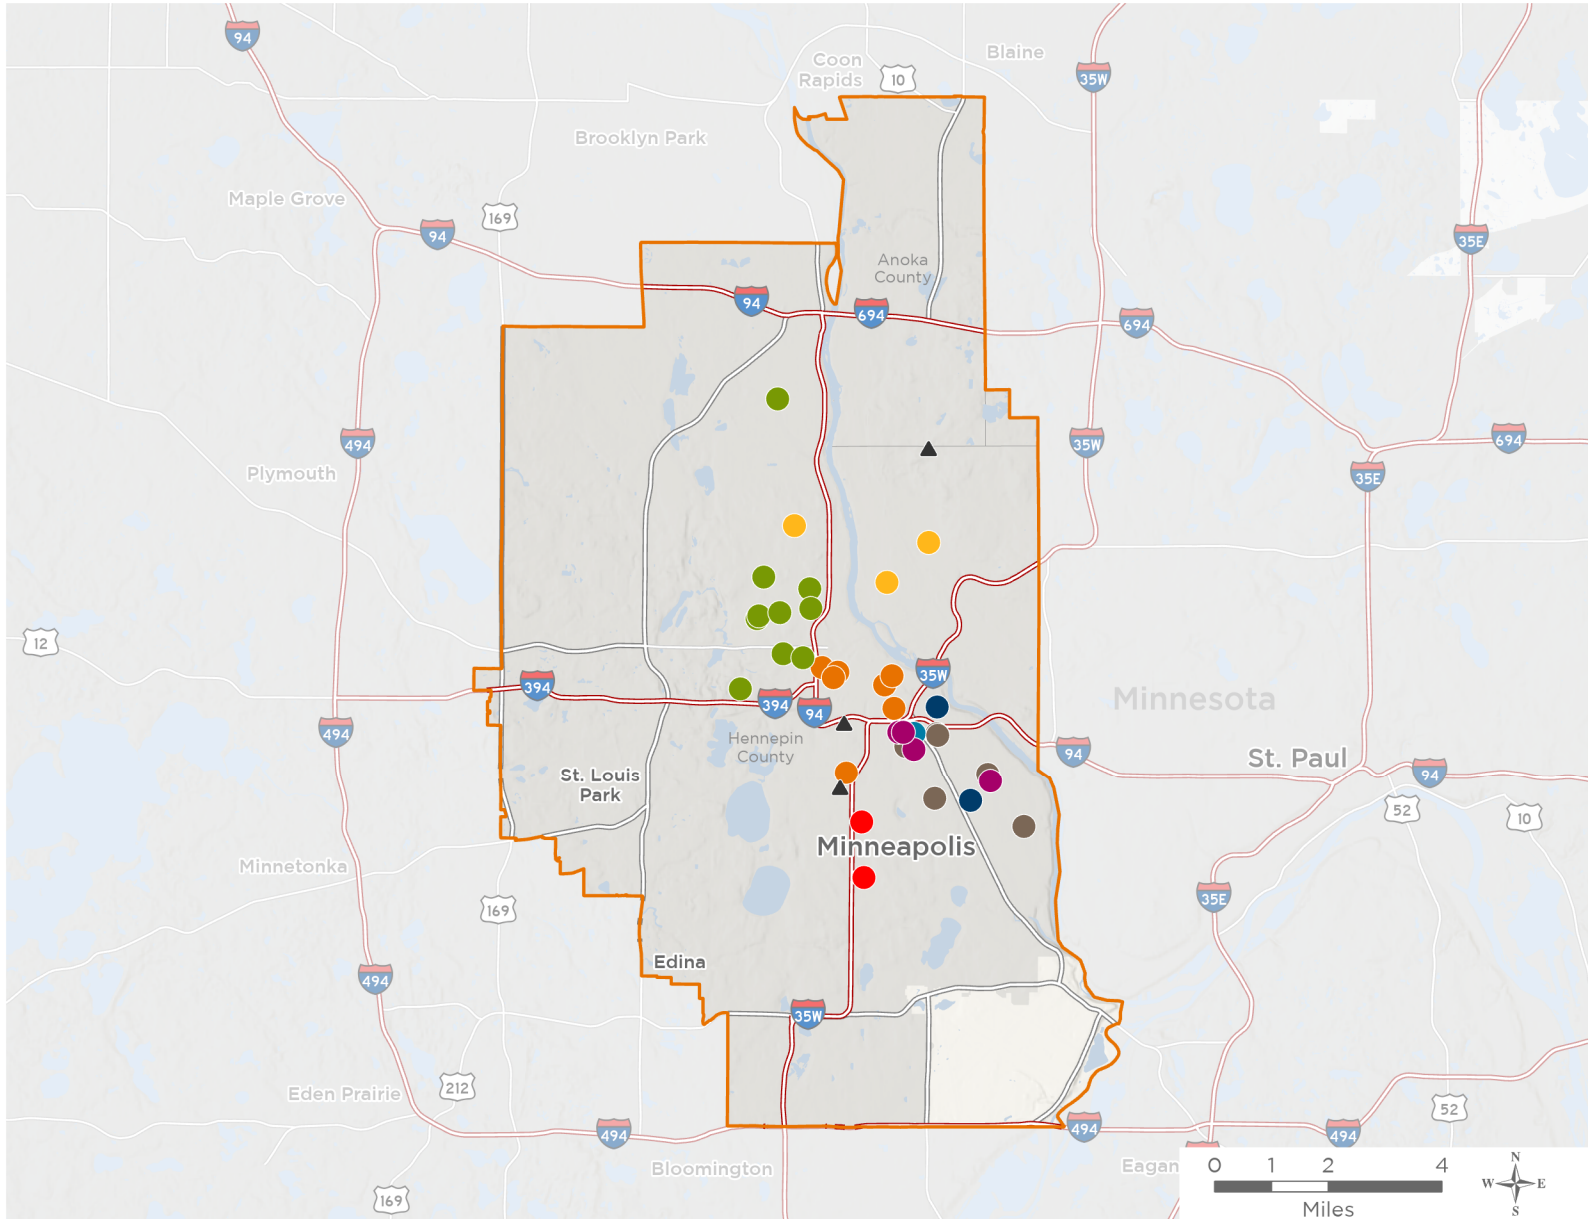 94
Coon
Rapids
10
Blaine
35W
Brooklyn Park
Maple Grove
169
94
35E
Anoka
County
94
694
694
494
35W
694
Plymouth
35E
12
394
394
94
35W
Minnesota
494
Hennepin
County
94
St. Paul
94
St. Louis
Park
52
10
Minneapolis
Minnetonka
169
35E
Edina
494
35W
212
Eden Prairie
494
494
494
52
Bloomington
Eagan
169
0 1 2 4
Miles
N
W E
S